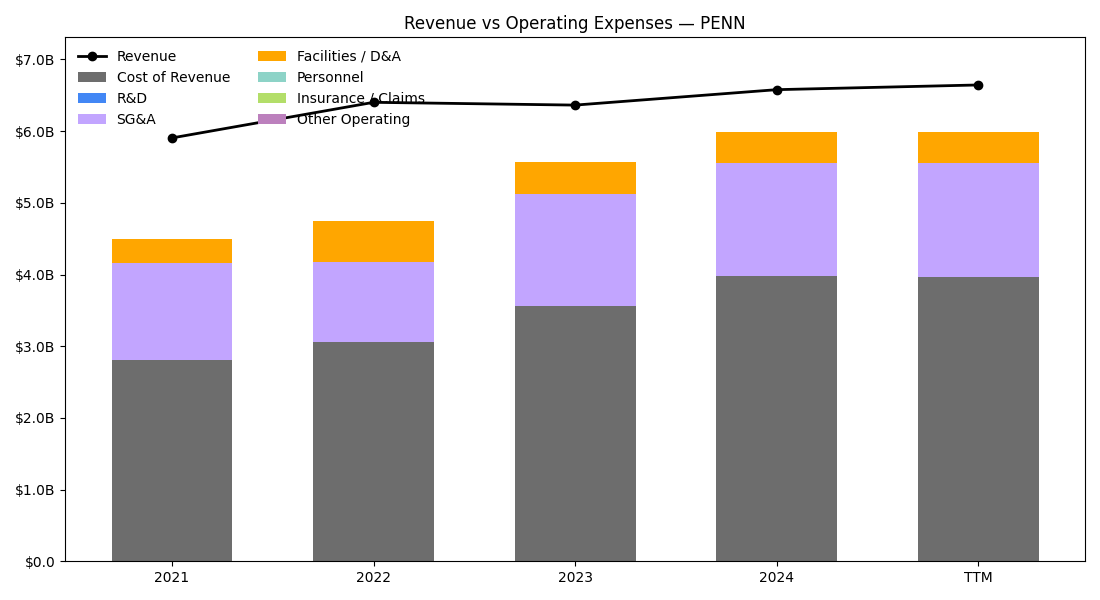 Revenue vs Operating Expenses — PENN
$7.0B
$6.0B
$5.0B
$4.0B
$3.0B
$2.0B
$1.0B
$0.0
Revenue
Cost of Revenue
R&D
SG&A
Facilities / D&A
Personnel
Insurance / Claims
Other Operating
2021
2022
2023
2024
TTM